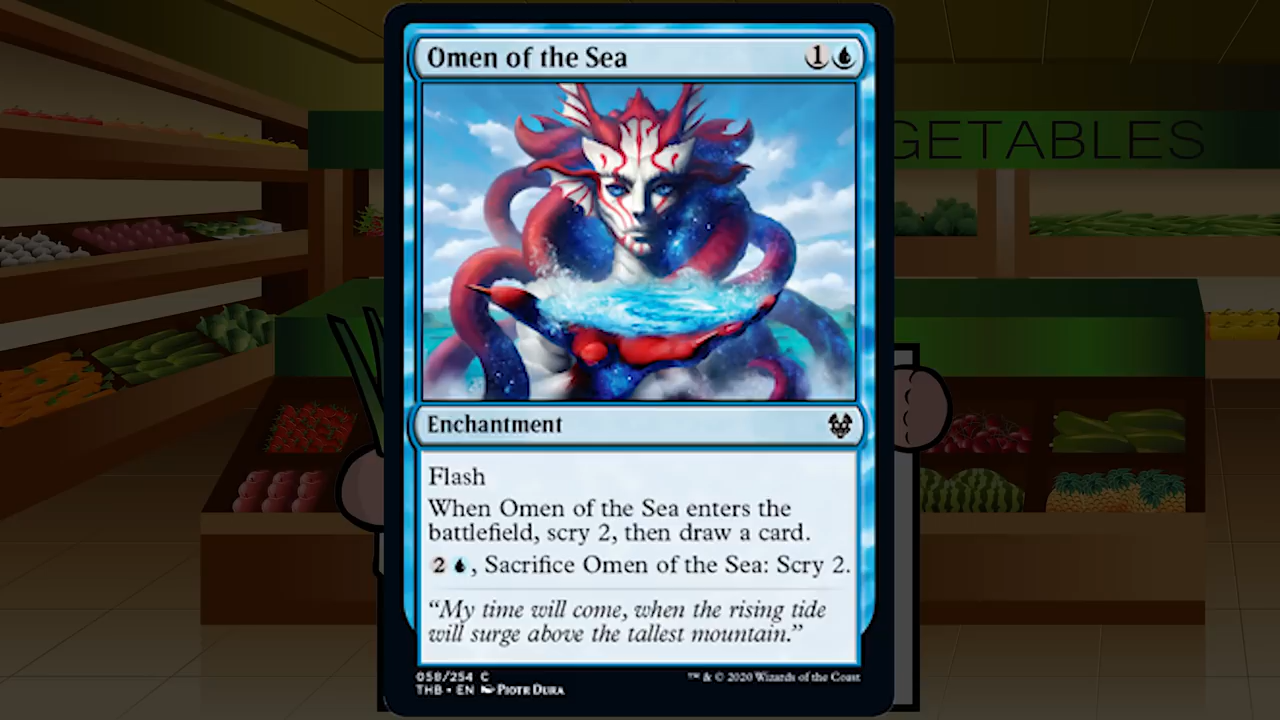 Omen of the Sea 1
GETABLES
Enchantment
Flash
When Omen of the Sea enters the
battlefield, scry 2, then draw a card.
2 , Sacrifice Omen of the Sea: Scry 2.
“My time will come, when the rising tide
will surge above the tallest mountain.”
058/254 C
THB • EN Piotr Dura
™ & © 2020 Wizards of the Coast